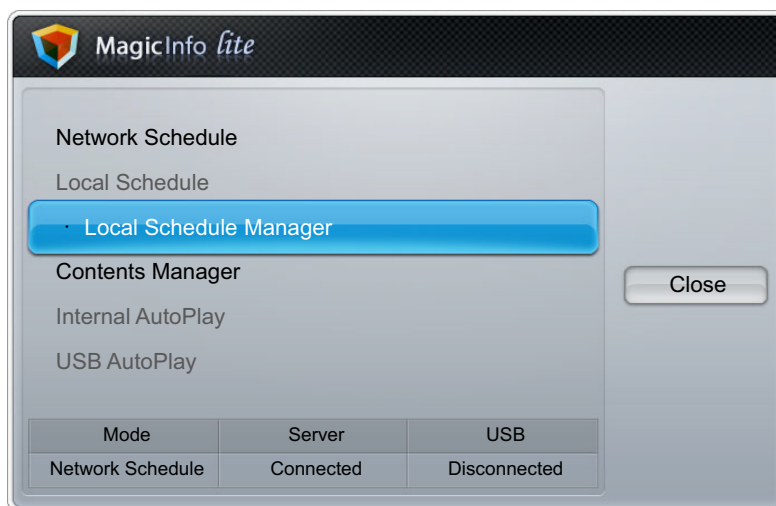 MagicInfo lite
Network Schedule
Local Schedule
· Local Schedule Manager
Contents Manager
Close
Internal AutoPlay
USB AutoPlay
Mode Server USB
Network Schedule Connected Disconnected